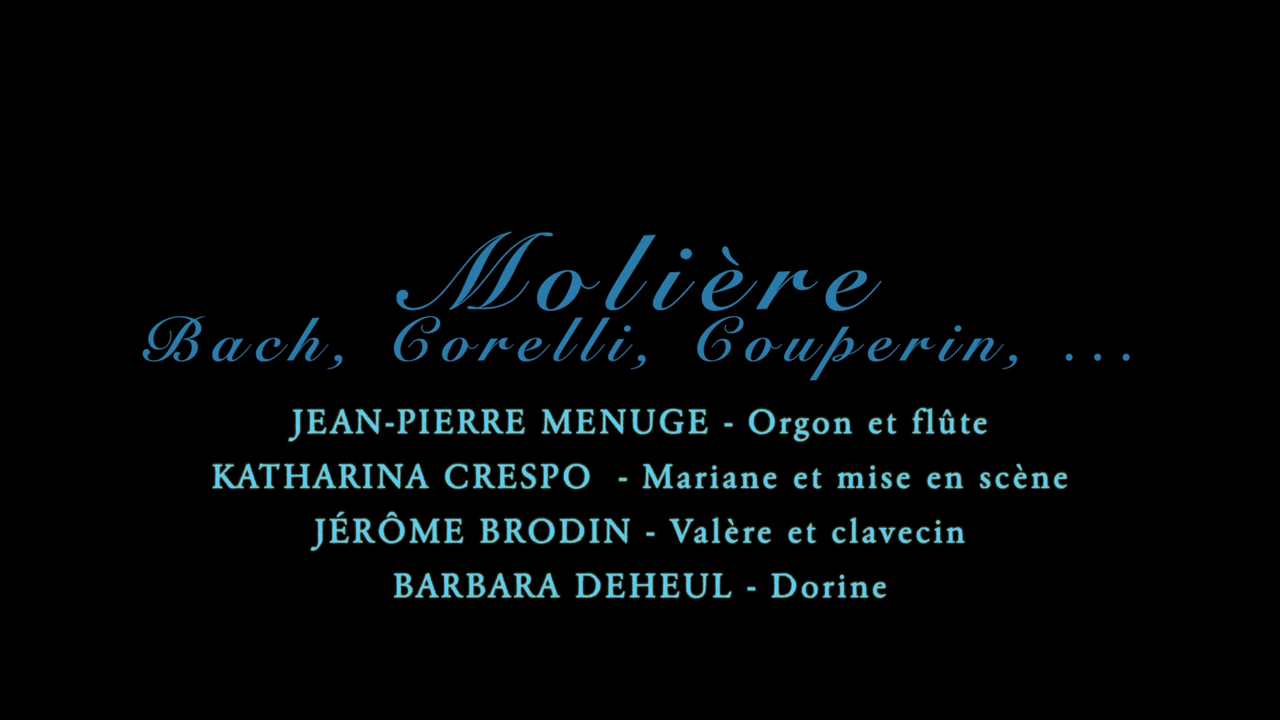 Molière
Bach, Corelli, Couperin, ...
JEAN-PIERRE MENUGE - Orgon et flûte
KATHARINA CRESPO - Mariane et mise en scène
JÉRÔME BRODIN - Valère et clavecin
BARBARA DEHEUL - Dorine